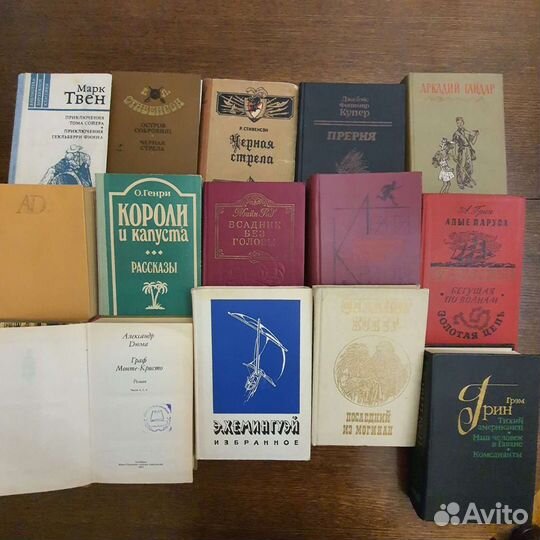 Марк
Твен
ПРИКЛЮЧЕНИЯ
ТОМА СОЙЕРА
ПРИКЛЮЧЕНИЯ
ГЕКЛЬБЕРРИ ФИННА
СТИВЕНСОН
ОСТРОВ
СОКРОВИЩ
ЧЕРНАЯ
СТРЕЛА
Р. СТИВЕНСОН
Черная
стрела
Джеймс
Фенимор
Купер
ПРЕРИЯ
АРКАДИЙ ГАЙДАР
AD
О.Генри
КОРОЛИ
и капуста
РАССКАЗЫ
Майн Рид
ВСАДНИК
БЕЗ
ГОЛОВЫ
А. Грин
АЛЫЕ ПАРУСА
БЕГУЩАЯ
ПО ВОЛНАМ
ЗОЛОТАЯ ЦЕПЬ
Александр
Дюма
Граф
Монте-Кристо
Роман
Э.ХЕМИНГУЭЙ
ИЗБРАННОЕ
КУПЕР
ПОСЛЕДНИЙ
ИЗ МОГИКАН
Грэм
Грин
Тихий
американец
Наш человек
в Гаване
Комедианты
Avito